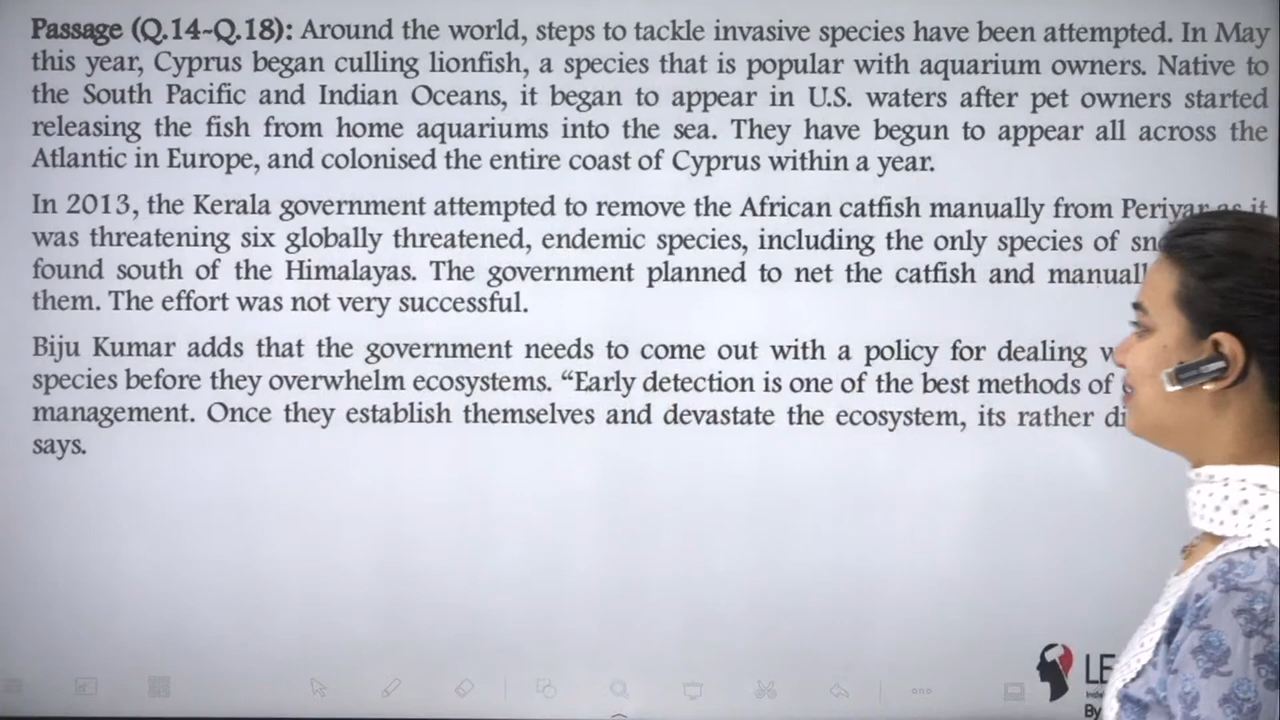 Passage (Q.14-Q.18): Around the world, steps to tackle invasive species have been attempted. In May
this year, Cyprus began culling lionfish, a species that is popular with aquarium owners. Native to
the South Pacific and Indian Oceans, it began to appear in U.S. waters after pet owners started
releasing the fish from home aquariums into the sea. They have begun to appear all across the
Atlantic in Europe, and colonised the entire coast of Cyprus within a year.
In 2013, the Kerala government attempted to remove the African catfish manually from Periyar as it
was threatening six globally threatened, endemic species, including the only species of
found south of the Himalayas. The government planned to net the catfish and
them. The effort was not very successful.
Biju Kumar adds that the government needs to come out with a policy for dealing
species before they overwhelm ecosystems. “Early detection is one of the best methods of
management. Once they establish themselves and devastate the ecosystem, its rather
says.
LE
By